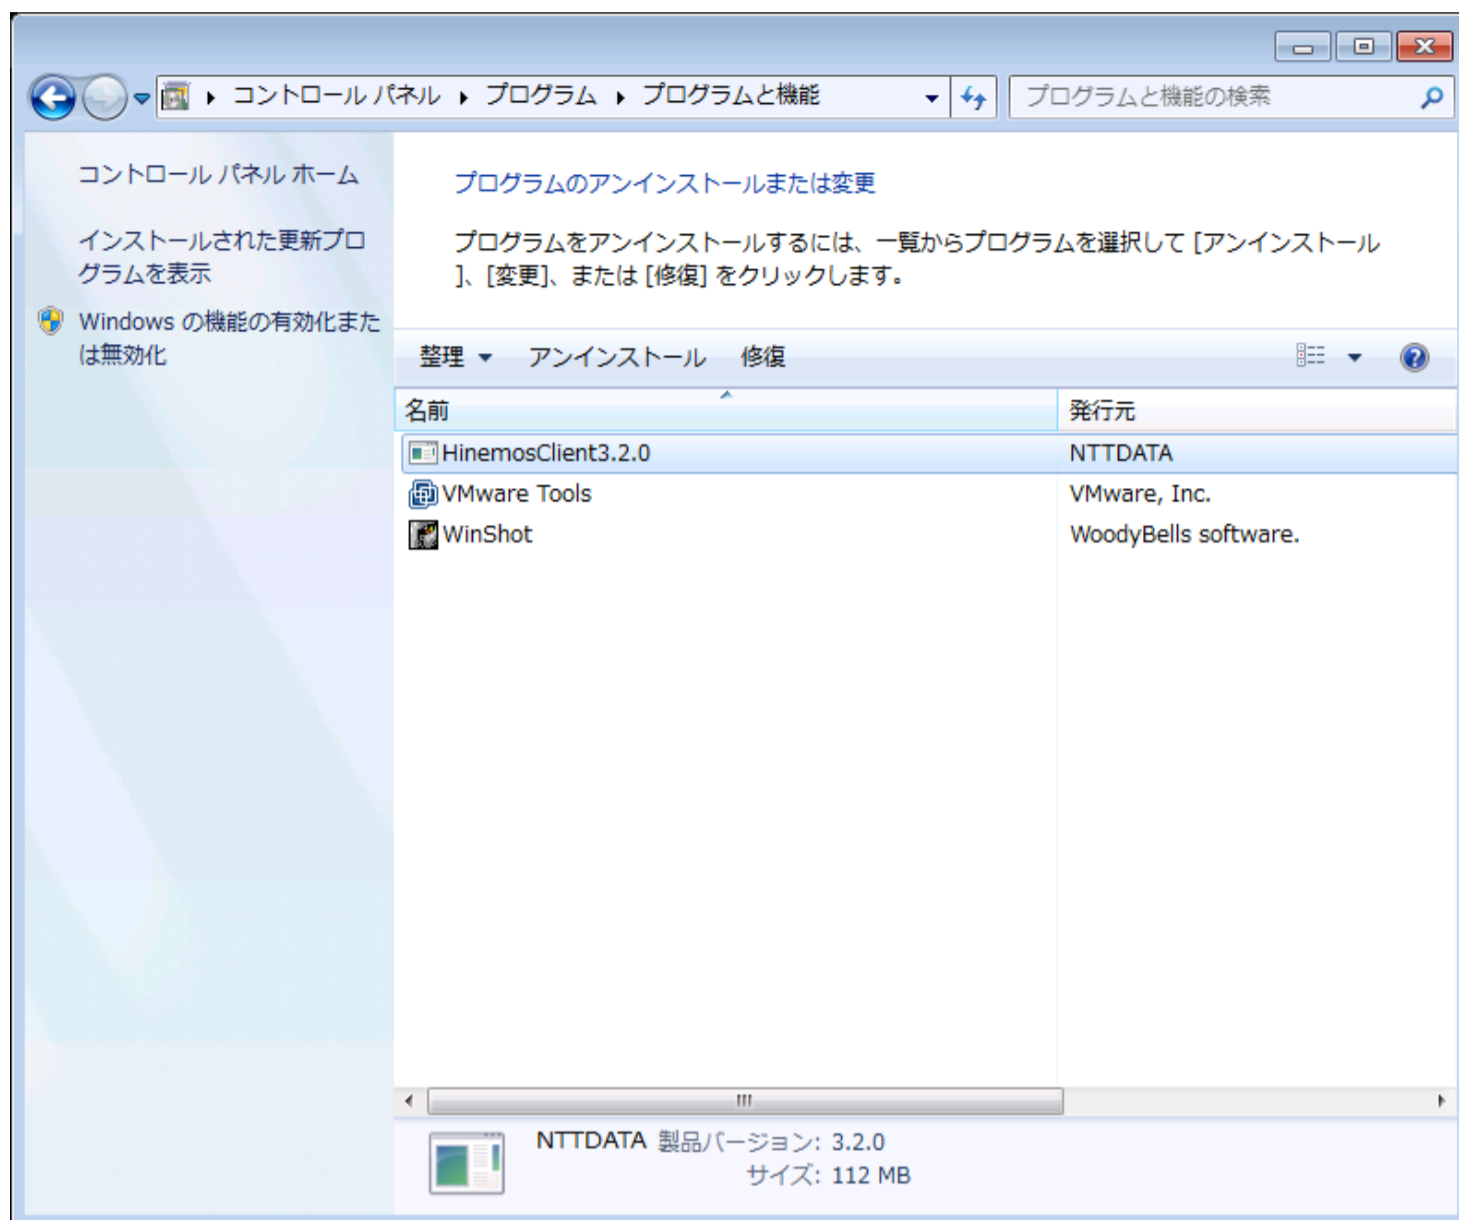 コントロール パネル ▸ プログラム ▸ プログラムと機能
プログラムと機能の検索
コントロール パネル ホーム
インストールされた更新プロ
グラムを表示
Windows の機能の有効化また
は無効化
プログラムのアンインストールまたは変更
プログラムをアンインストールするには、一覧からプログラムを選択して [アンインストール
]、[変更]、または [修復] をクリックします。
整理 アンインストール 修復
名前 発行元
HinemosClient3.2.0 NTTDATA
VMware Tools VMware, Inc.
WinShot WoodyBells software.
NTTDATA 製品バージョン: 3.2.0
サイズ: 112 MB